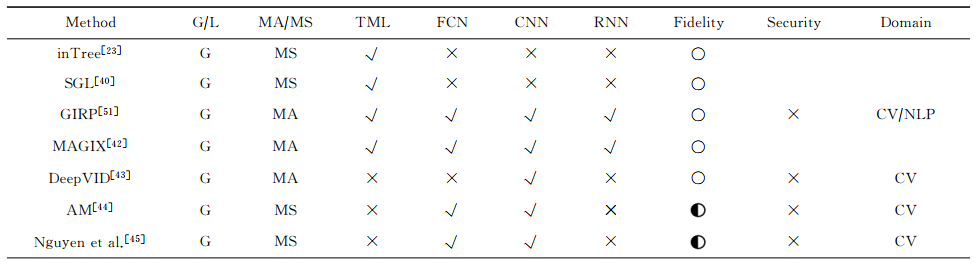 Method G/L MA/MS TML FCN CNN RNN Fidelity Security Domain
inTree[23] G MS √ × × × ○
SGL[40] G MS √ × × × ○
GIRP[51] G MA √ √ √ √ ○ × CV/NLP
MAGIX[42] G MA √ √ √ √ ○
DeepVID[43] G MA × × √ × ○ × CV
AM[44] G MS × √ √ × ◐ × CV
Nguyen et al.[45] G MS × √ √ × ◐ × CV